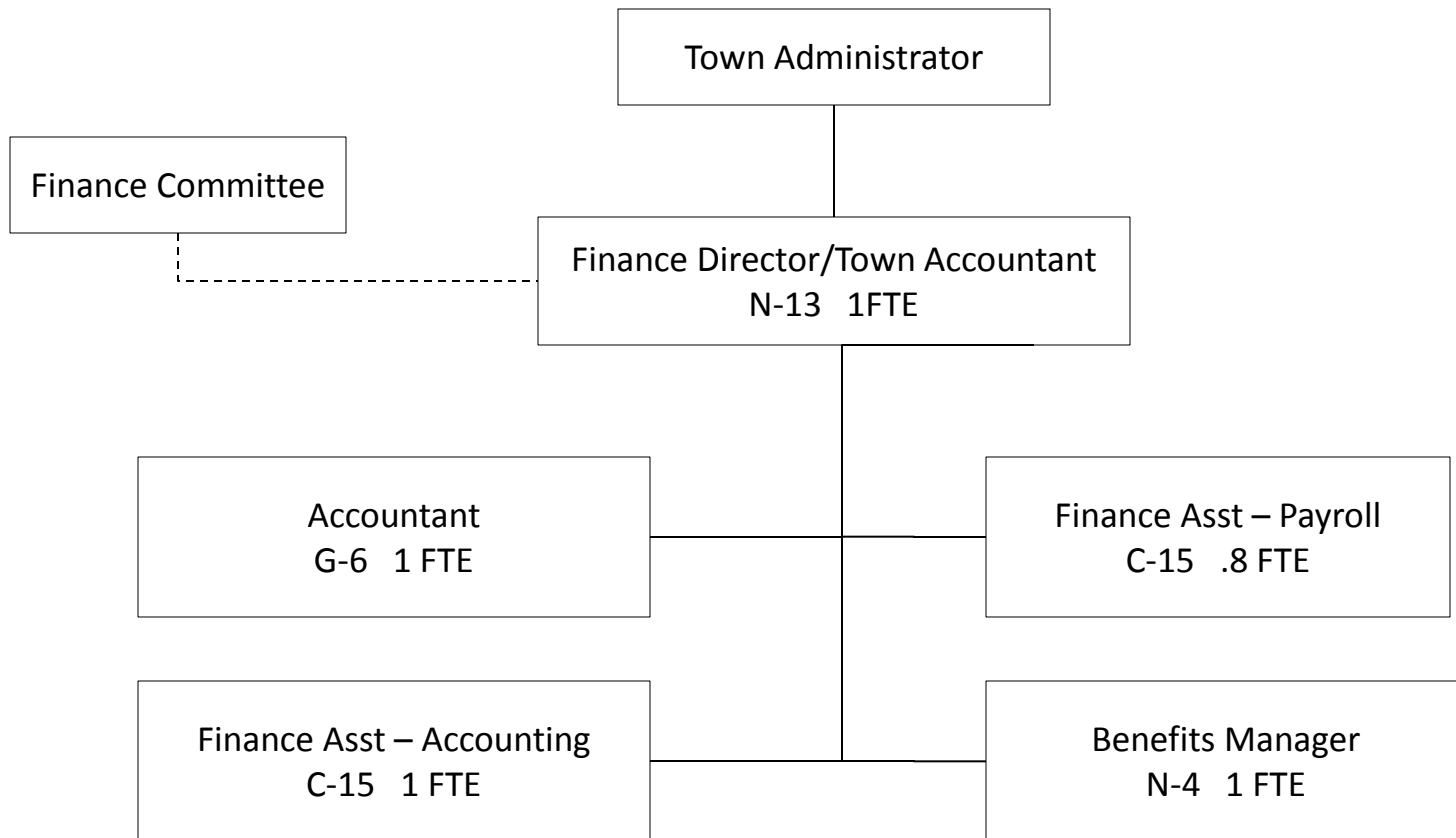 Town Administrator
Finance Committee
Finance Director/Town Accountant
N-13   1FTE
Accountant
G-6   1 FTE
Finance Asst – Payroll
C-15   .8 FTE
Finance Asst – Accounting
C-15   1 FTE
Benefits Manager
N-4   1 FTE